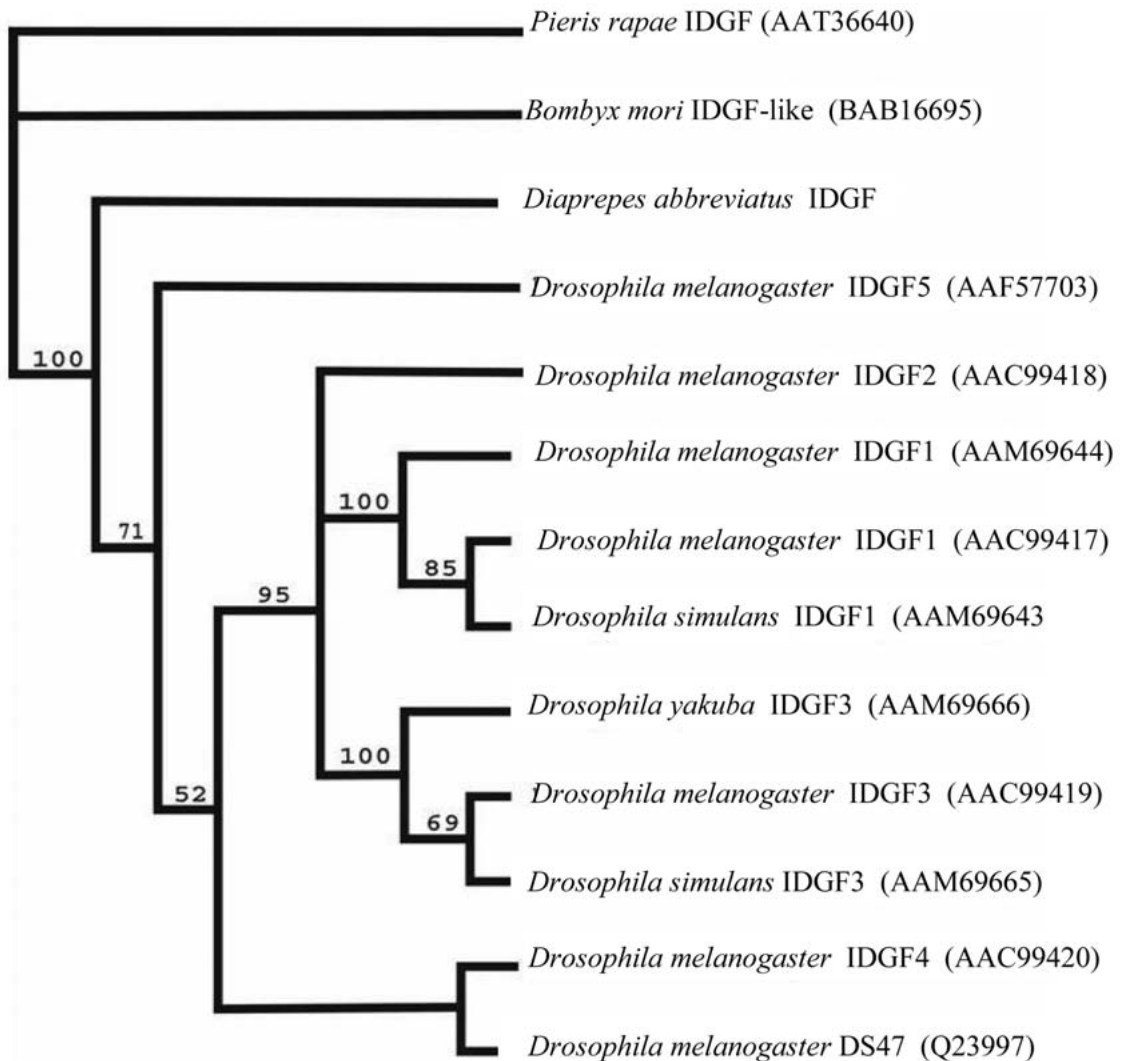 Pieris rapae IDGF (AAT36640)
Bombyx mori IDGF-like (BAB16695)
Diaprepes abbreviatus IDGF
Drosophila melanogaster IDGF5 (AAF57703)
100
Drosophila melanogaster IDGF2 (AAC99418)
Drosophila melanogaster IDGF1 (AAM69644)
100
71
Drosophila melanogaster IDGF1 (AAC99417)
85
95
Drosophila simulans IDGF1 (AAM69643
Drosophila yakuba IDGF3 (AAM69666)
100
52
Drosophila melanogaster IDGF3 (AAC99419)
69
Drosophila simulans IDGF3 (AAM69665)
Drosophila melanogaster IDGF4 (AAC99420)
Drosophila melanogaster DS47 (Q23997)